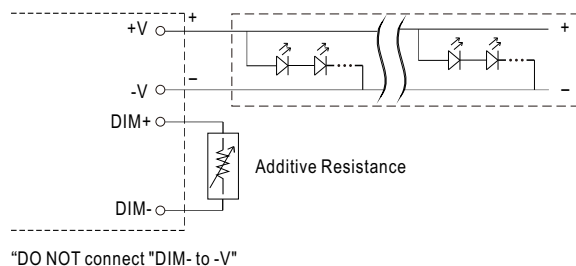 +V
+
+
-V
−
−
DIM+
Additive Resistance
DIM-
“DO NOT connect "DIM- to -V"